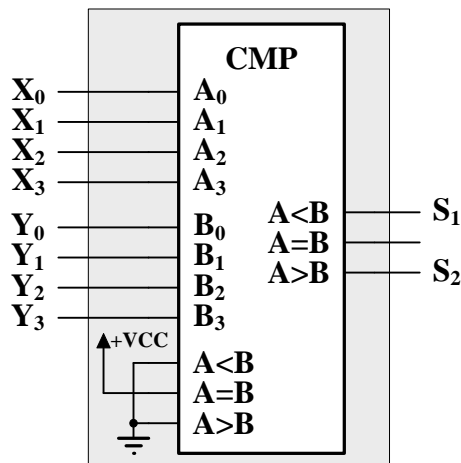 CMP
X₀ A₀
X₁ A₁
X₂ A₂
X₃ A₃
A<B S₁
Y₀ B₀
A=B
Y₁ B₁
A>B S₂
Y₂ B₂
Y₃ B₃
+VCC
A<B
A=B
A>B